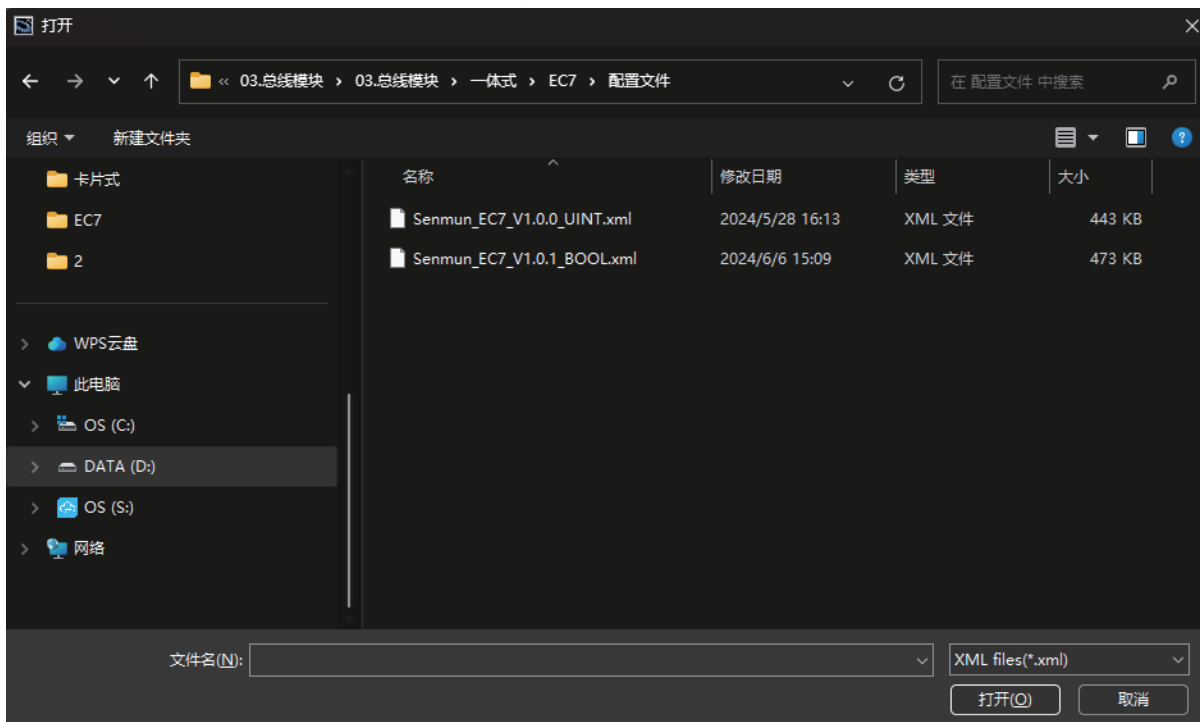 打开
« 03.总线模块 › 03.总线模块 › 一体式 › EC7 › 配置文件
在 配置文件 中搜索
组织
新建文件夹
卡片式
EC7
2
WPS云盘
此电脑
OS (C:)
DATA (D:)
OS (S:)
网络
名称 修改日期 类型 大小
Senmun_EC7_V1.0.0_UINT.xml 2024/5/28 16:13 XML 文件 443 KB
Senmun_EC7_V1.0.1_BOOL.xml 2024/6/6 15:09 XML 文件 473 KB
文件名(N):
XML files(*.xml)
打开(O) 取消